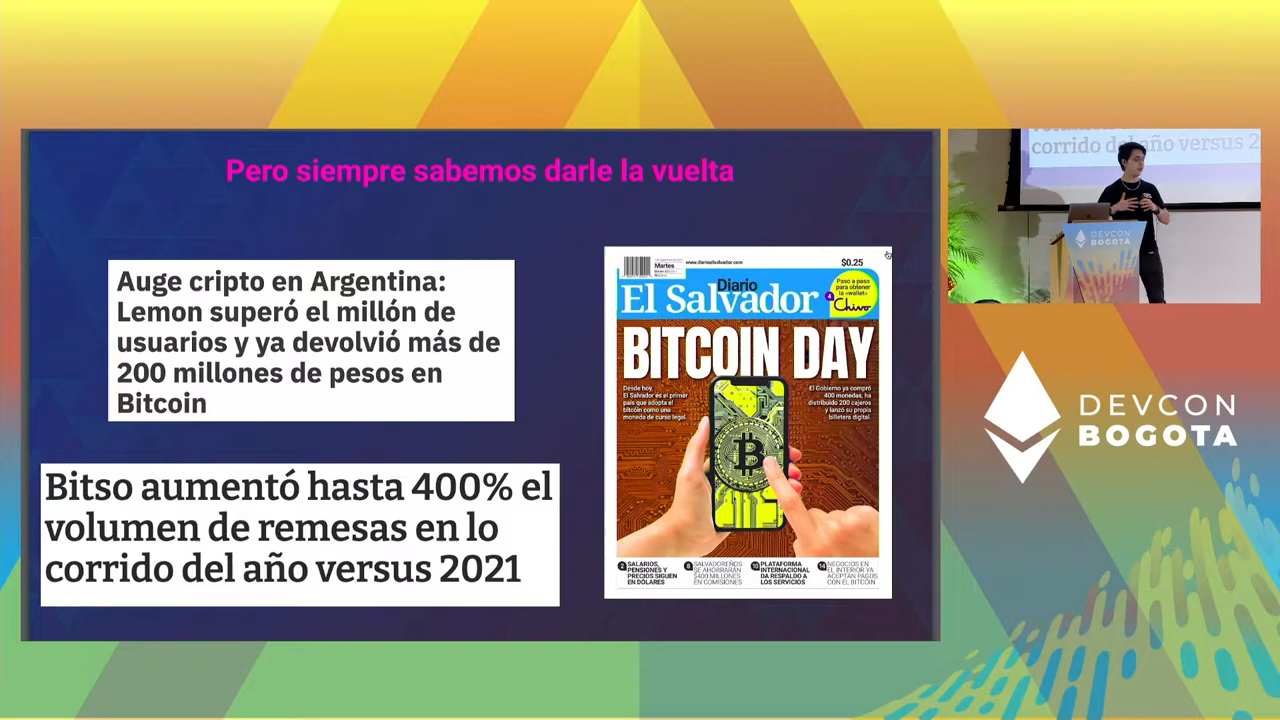 Pero siempre sabemos darle la vuelta
Auge cripto en Argentina:
Lemon superó el millón de
usuarios y ya devolvió más de
200 millones de pesos en
Bitcoin
Bitso aumentó hasta 400% el
volumen de remesas en lo
corrido del año versus 2021
Martes
www.diarioelsalvador.com
$0.25
Diario
El Salvador
Paso a paso
para obtener
la «wallet»
Chivo
BITCOIN DAY
Desde hoy,
El Salvador es el primer
país que adopta el
bitcóin como una
moneda de curso legal.
El Gobierno ya compró
400 monedas, ha
distribuido 200 cajeros
y lanzó su propia
billetera digital.
2 SALARIOS,
PENSIONES Y
PRECIOS SIGUEN
EN DÓLARES
8 SALVADOREÑOS
SE AHORRARÁN
$400 MILLONES
EN COMISIONES
PLATAFORMA
INTERNACIONAL
DA RESPALDO A
LOS SERVICIOS
14 NEGOCIOS EN
EL INTERIOR YA
ACEPTAN PAGOS
CON EL BITCÓIN
corrido del año versus 2
DEVCON
BOGOTA
DEVCON
BOGOTA